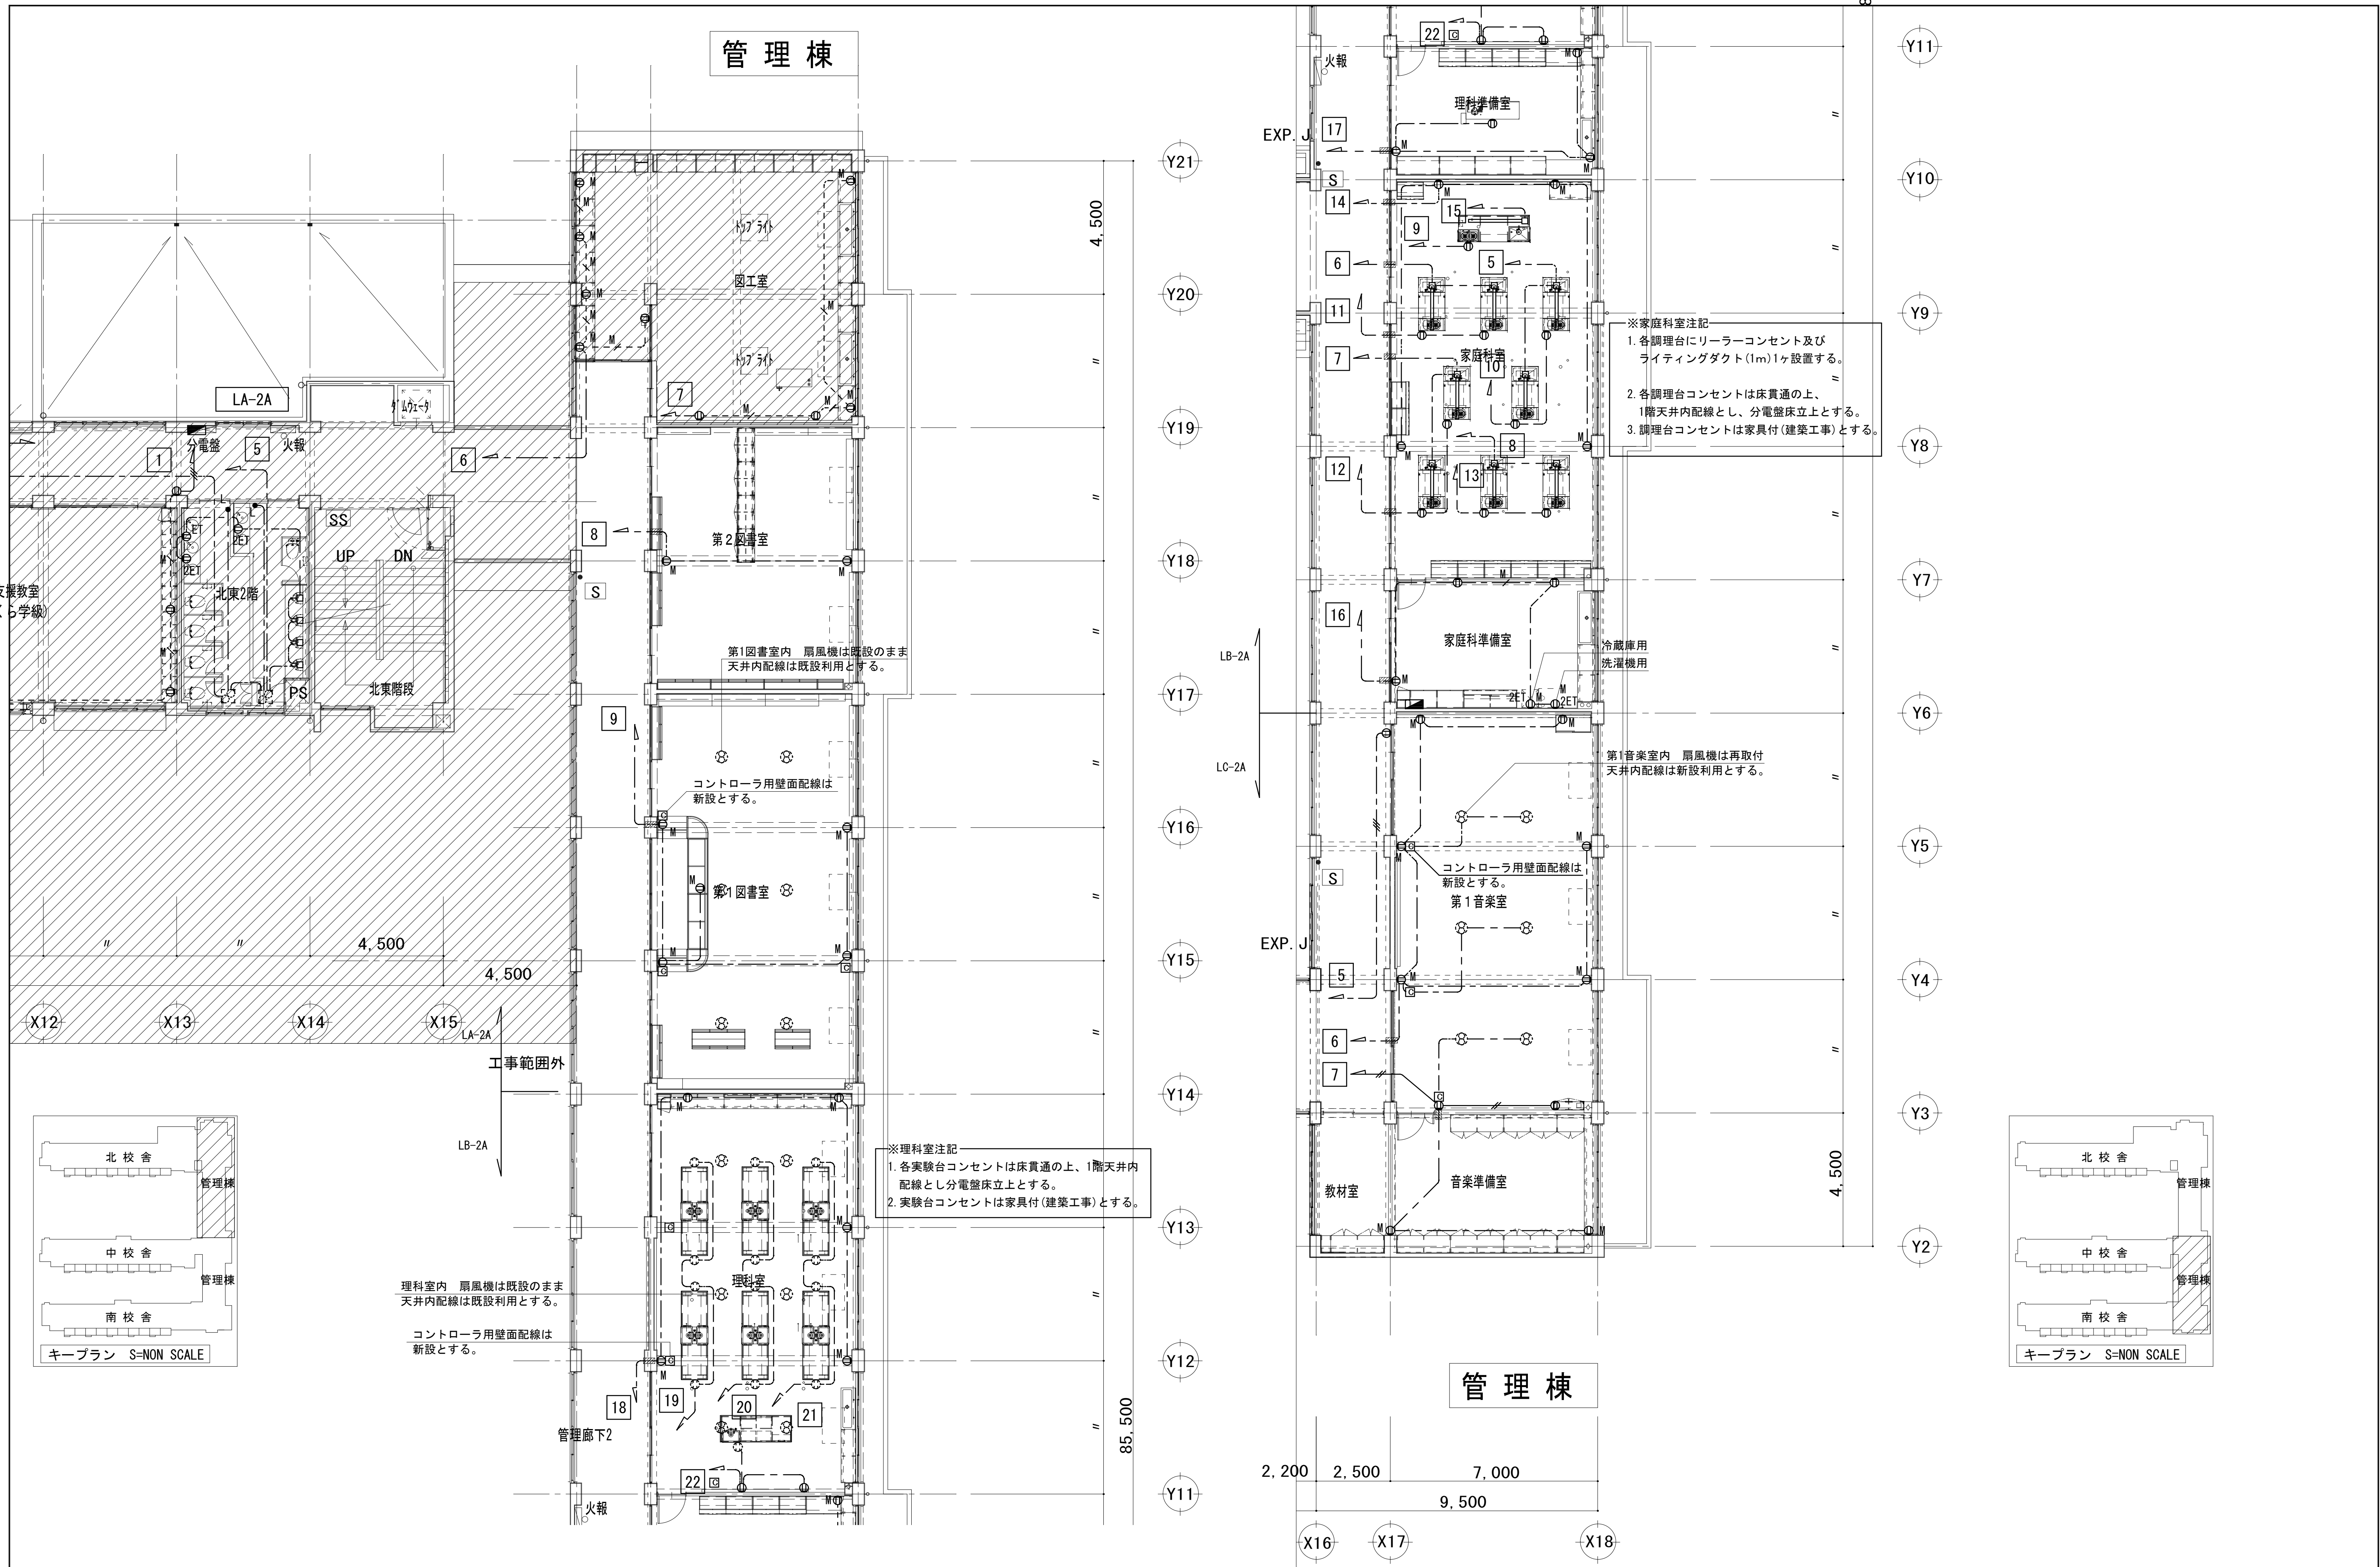 管理棟
Y21
4,500
〃
トップライト
図工室
Y20
〃
トップライト
LA-2A
ダムウェーター
7
分電盤
5
火報
1
6
Y19
〃
SS
UP
DN
2ET
2ET
北東2階
PS
北東階段
8
第2図書室
Y18
S
〃
第1図書室内 扇風機は既設のまま
天井内配線は既設利用とする。
Y17
9
〃
コントローラ用壁面配線は
新設とする。
Y16
第1図書室
〃
〃
〃
4,500
4,500
Y15
X12
X13
X14
X15
LA-2A
〃
工事範囲外
Y14
LB-2A
※理科室注記
1. 各実験台コンセントは床貫通の上、1階天井内
配線とし分電盤床立上とする。
2. 実験台コンセントは家具付(建築工事)とする。
Y13
理科室
理科室内 扇風機は既設のまま
天井内配線は既設利用とする。
〃
コントローラ用壁面配線は
新設とする。
Y12
18
19
20
21
管理廊下2
〃
85,500
22
Y11
火報
北校舎
管理棟
中校舎
管理棟
南校舎
キープラン S=NON SCALE
22
Y11
火報
理科準備室
〃
EXP. J
17
S
Y10
14
15
9
〃
6
5
11
Y9
※家庭科室注記
1. 各調理台にリーラーコンセント及び
ライティングダクト(1m)1ヶ設置する。
2. 各調理台コンセントは床貫通の上、
1階天井内配線とし、分電盤床立上とする。
3. 調理台コンセントは家具付(建築工事)とする。
家庭科室
7
10
〃
8
Y8
12
13
〃
Y7
16
家庭科準備室
冷蔵庫用
洗濯機用
〃
LB-2A
2ET
2ET
Y6
LC-2A
第1音楽室内 扇風機は再取付
天井内配線は新設利用とする。
〃
Y5
コントローラ用壁面配線は
新設とする。
S
第1音楽室
〃
EXP. J
5
Y4
6
〃
7
Y3
教材室
音楽準備室
4,500
Y2
管理棟
2,200
2,500
7,000
9,500
X16
X17
X18
北校舎
管理棟
中校舎
管理棟
南校舎
キープラン S=NON SCALE